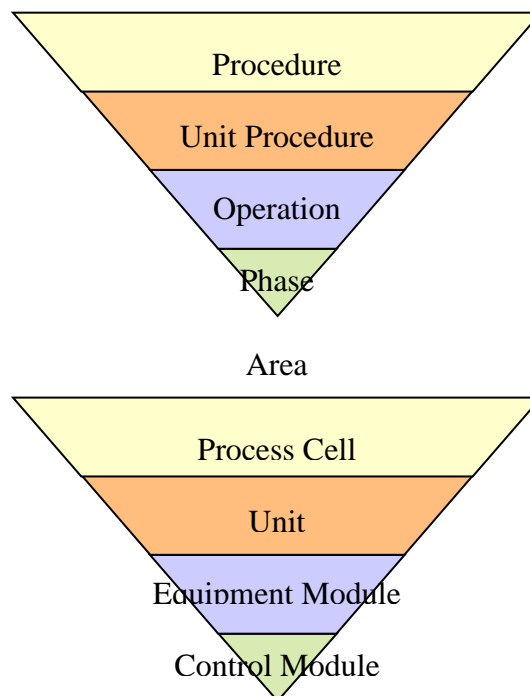 Procedure
Unit Procedure
Operation
Phase
Area
Process Cell
Unit
Equipment Module
Control Module